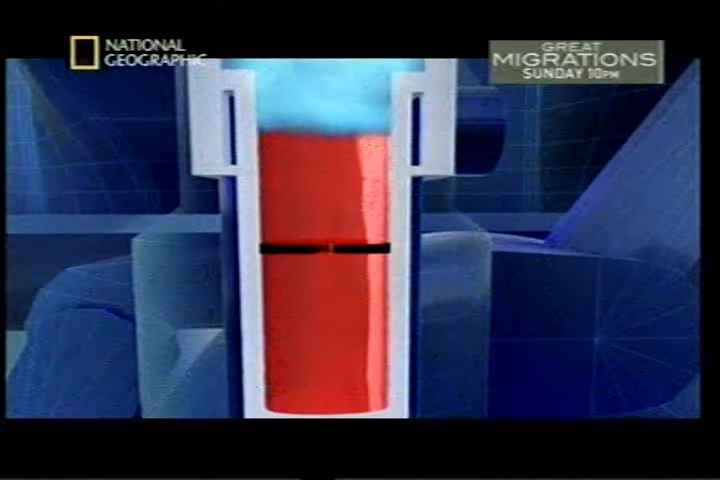 NATIONAL
GEOGRAPHIC
GREAT
MIGRATIONS
SUNDAY 10PM